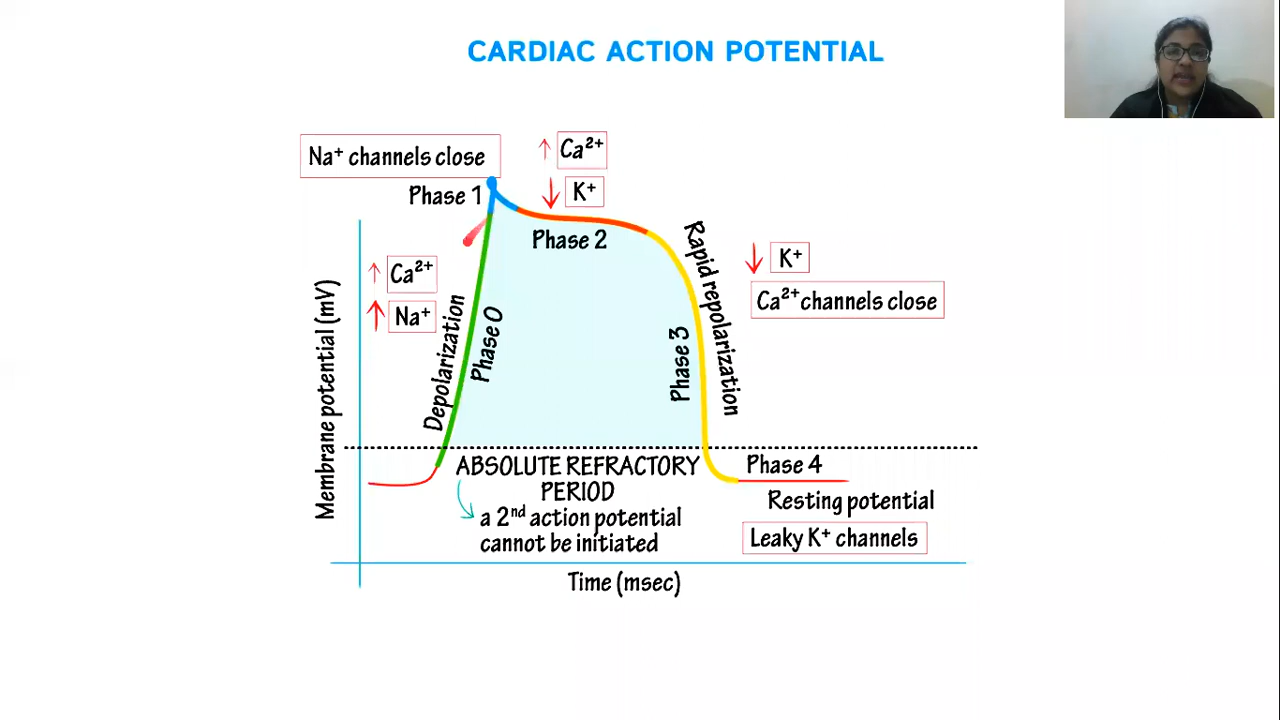 CARDIAC ACTION POTENTIAL
Na⁺ channels close
↑ Ca²⁺
↓ K⁺
Phase 1
Phase 2
↑ Ca²⁺
↑ Na⁺
Depolarization
Phase 0
Phase 3
Rapid repolarization
↓ K⁺
Ca²⁺ channels close
Membrane potential (mV)
ABSOLUTE REFRACTORY
PERIOD
a 2ⁿᵈ action potential
cannot be initiated
Phase 4
Resting potential
Leaky K⁺ channels
Time (msec)